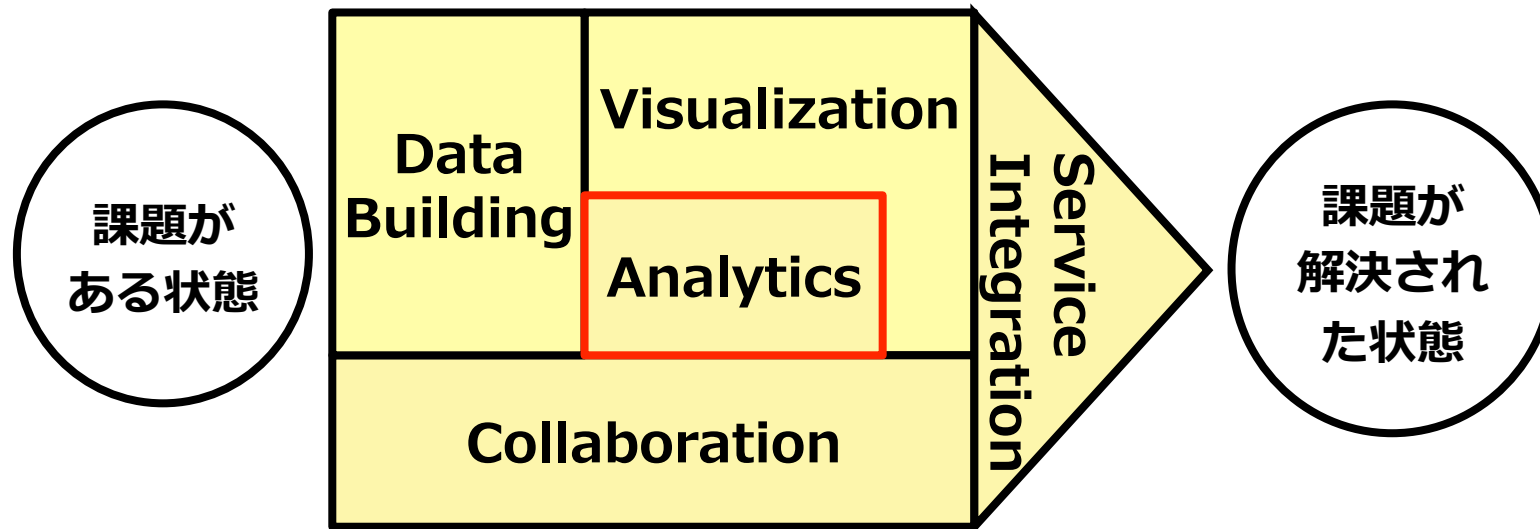 課題が
ある状態
Data
Building
Visualization
Analytics
Collaboration
Service
Integration
課題が
解決され
た状態